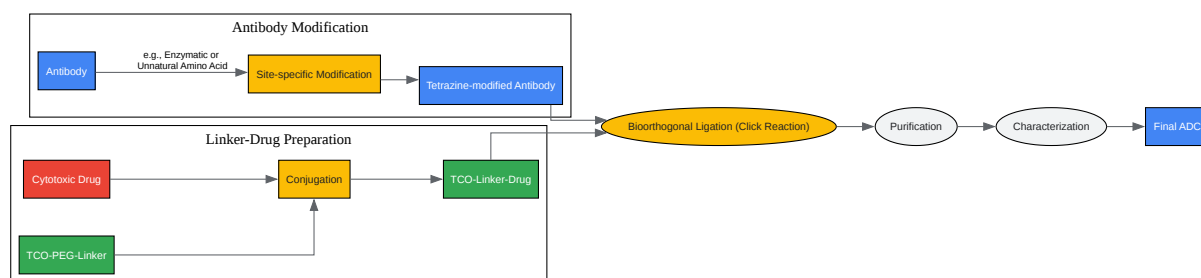 Antibody Modification
e.g., Enzymatic or
Unnatural Amino Acid
Antibody
Site-specific Modification
Tetrazine-modified Antibody
Linker-Drug Preparation
Cytotoxic Drug
Conjugation
TCO-Linker-Drug
TCO-PEG-Linker
Bioorthogonal Ligation (Click Reaction)
Purification
Characterization
Final ADC